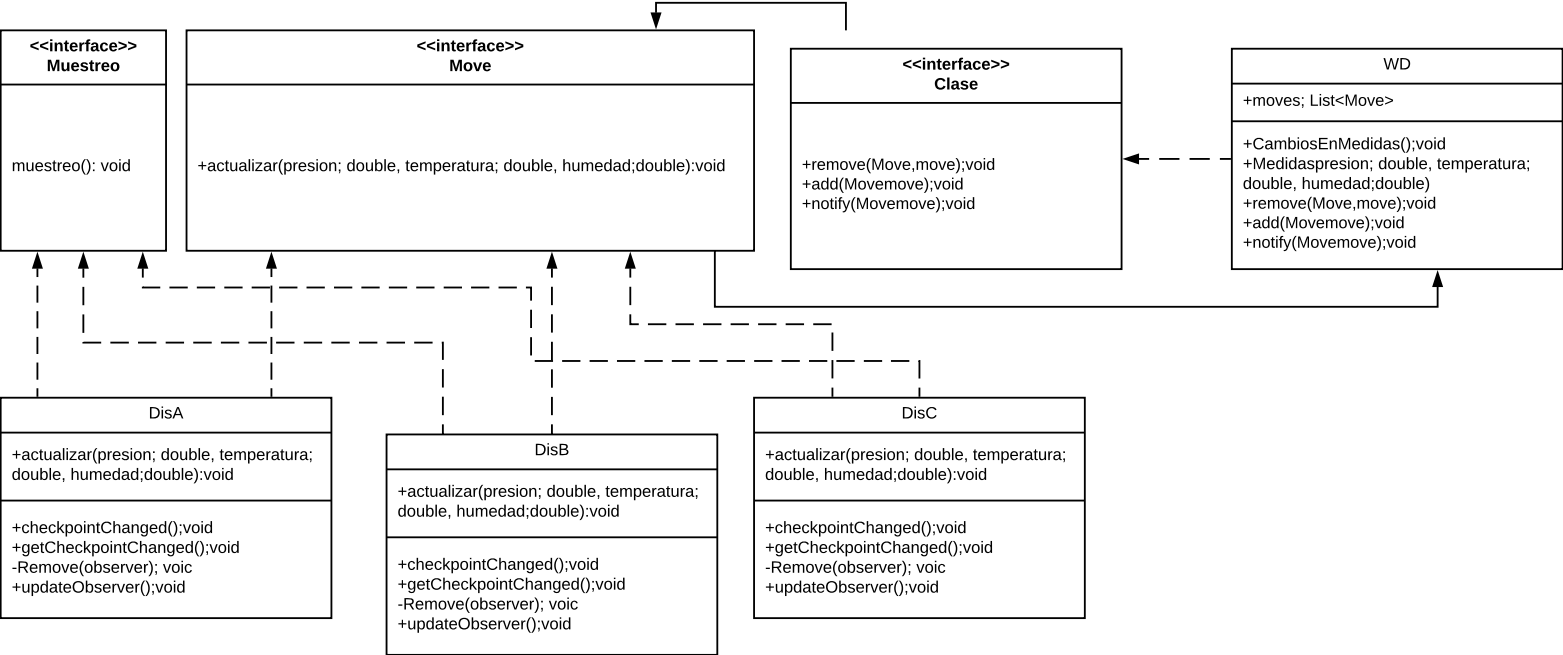 <<interface>>
Muestreo
muestreo(): void
<<interface>>
Move
+actualizar(presion; double, temperatura; double, humedad;double):void
<<interface>>
Clase
+remove(Move,move);void
+add(Movemove);void
+notify(Movemove);void
WD
+moves; List<Move>
+CambiosEnMedidas();void
+Medidaspresion; double, temperatura;
double, humedad;double)
+remove(Move,move);void
+add(Movemove);void
+notify(Movemove);void
DisA
+actualizar(presion; double, temperatura;
double, humedad;double):void
+checkpointChanged();void
+getCheckpointChanged();void
-Remove(observer); voic
+updateObserver();void
DisB
+actualizar(presion; double, temperatura;
double, humedad;double):void
+checkpointChanged();void
+getCheckpointChanged();void
-Remove(observer); voic
+updateObserver();void
DisC
+actualizar(presion; double, temperatura;
double, humedad;double):void
+checkpointChanged();void
+getCheckpointChanged();void
-Remove(observer); voic
+updateObserver();void